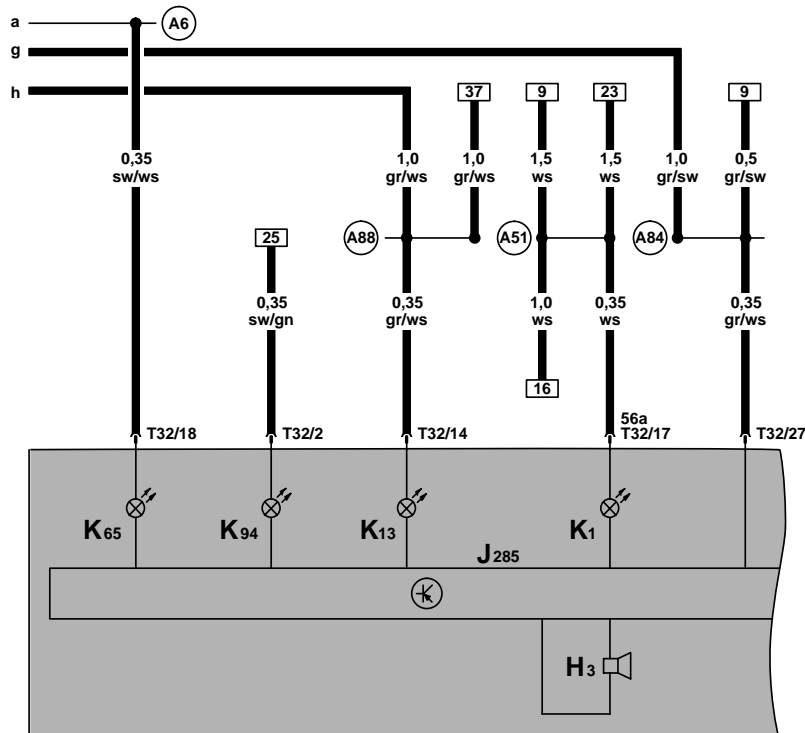 a A6
g
h
37 9 23 9
0,35 1,0 1,0 1,5 1,5 1,0 0,5
sw/ws gr/ws gr/ws ws ws gr/sw gr/sw
25 A88 A51 A84
0,35 0,35 1,0 0,35 0,35
sw/gn gr/ws ws ws gr/ws
16
56a
T32/18 T32/2 T32/14 T32/17 T32/27
K65 K94 K13 K1
J285
H3